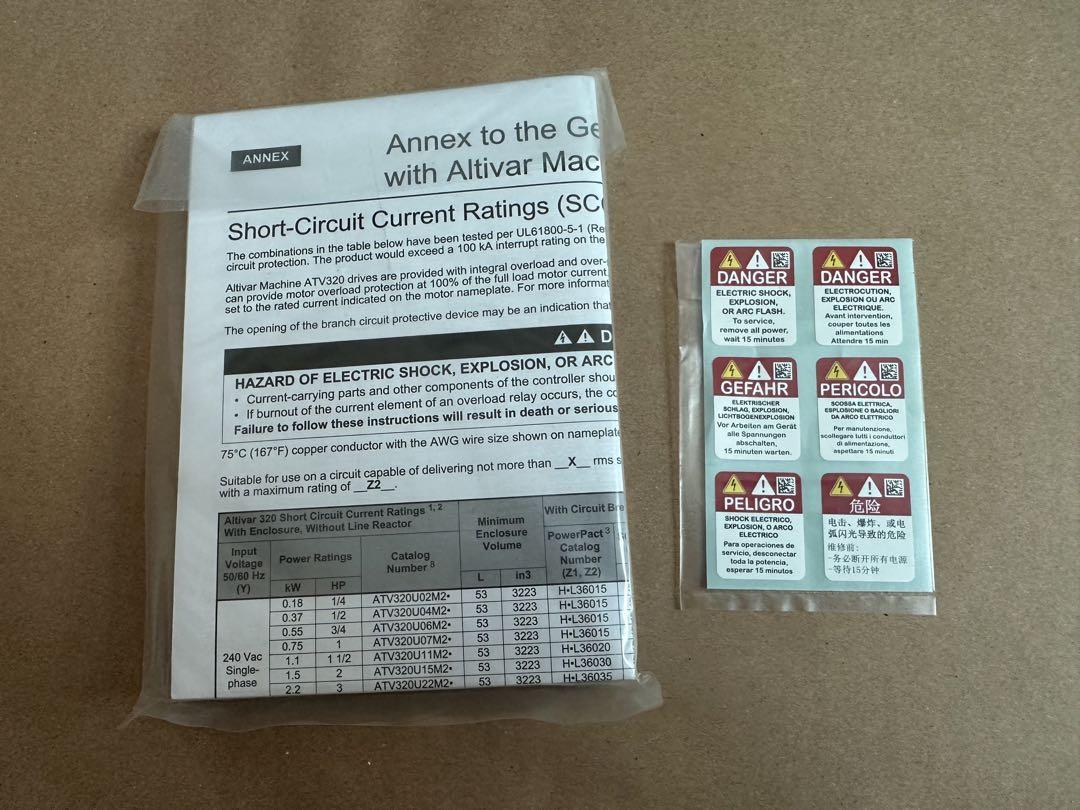 ANNEX
Annex to the
with Altivar
Short-Circuit Current Ratings
The combinations in the table below have been tested per UL61800-5-1
circuit protection. The product would exceed a 100 kA interrupt rating on the
Altivar Machine ATV320 drives are provided with integral overload and
can provide motor overload protection at 100% of the full load motor current.
set to the rated current indicated on the motor nameplate. For more
The opening of the branch circuit protective device may be an indication
HAZARD OF ELECTRIC SHOCK, EXPLOSION, OR ARC
• Current-carrying parts and other components of the controller
• If burnout of the current element of an overload relay occurs, the
Failure to follow these instructions will result in death or serious
75°C (167°F) copper conductor with the AWG wire size shown on
Suitable for use on a circuit capable of delivering not more than __X__ rms
with a maximum rating of __Z2__.
Altivar 320 Short Circuit Current Ratings 1, 2
With Enclosure, Without Line Reactor
Minimum
Enclosure
Volume
With Circuit
Input
Voltage
50/60 Hz
(Y)
Power Ratings
Catalog
Number 8
PowerPact 3
Catalog
Number
(Z1, Z2)
kW HP L in3
0.18 1/4 ATV320U02M2• 53 3223 H•L36015
0.37 1/2 ATV320U04M2• 53 3223 H•L36015
0.55 3/4 ATV320U06M2• 53 3223 H•L36015
0.75 1 ATV320U07M2• 53 3223 H•L36020
1.1 1 1/2 ATV320U11M2• 53 3223 H•L36030
1.5 2 ATV320U15M2• 53 3223 H•L36035
2.2 3 ATV320U22M2• 53 3223
240 Vac
Single-
phase
DANGER
ELECTRIC SHOCK,
EXPLOSION,
OR ARC FLASH.
To service,
remove all power,
wait 15 minutes
DANGER
ELECTROCUTION,
EXPLOSION OU ARC
ELECTRIQUE.
Avant intervention,
couper toutes les
alimentations
Attendre 15 min
GEFAHR
ELEKTRISCHER
SCHLAG, EXPLOSION,
LICHTBOGENEXPLOSION
Vor Arbeiten am Gerät
alle Spannungen
abschalten,
15 minuten warten.
PERICOLO
SCOSSA ELETTRICA,
ESPLOSIONE O BAGLIORI
DA ARCO ELETTRICO
Per manutenzione,
scollegare tutti i conduttori
di alimentazione,
aspettare 15 minuti
PELIGRO
SHOCK ELECTRICO,
EXPLOSION, O ARCO
ELECTRICO
Para operaciones de
servicio, desconectar
toda la potencia,
esperar 15 minutos
危险
电击、爆炸、或电
弧闪光导致的危险
维修前:
-务必断开所有电源
-等待15分钟